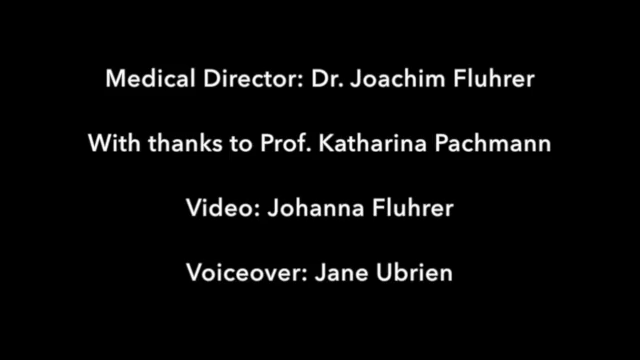 Medical Director: Dr. Joachim Fluhrer
With thanks to Prof. Katharina Pachmann
Video: Johanna Fluhrer
Voiceover: Jane Ubrien